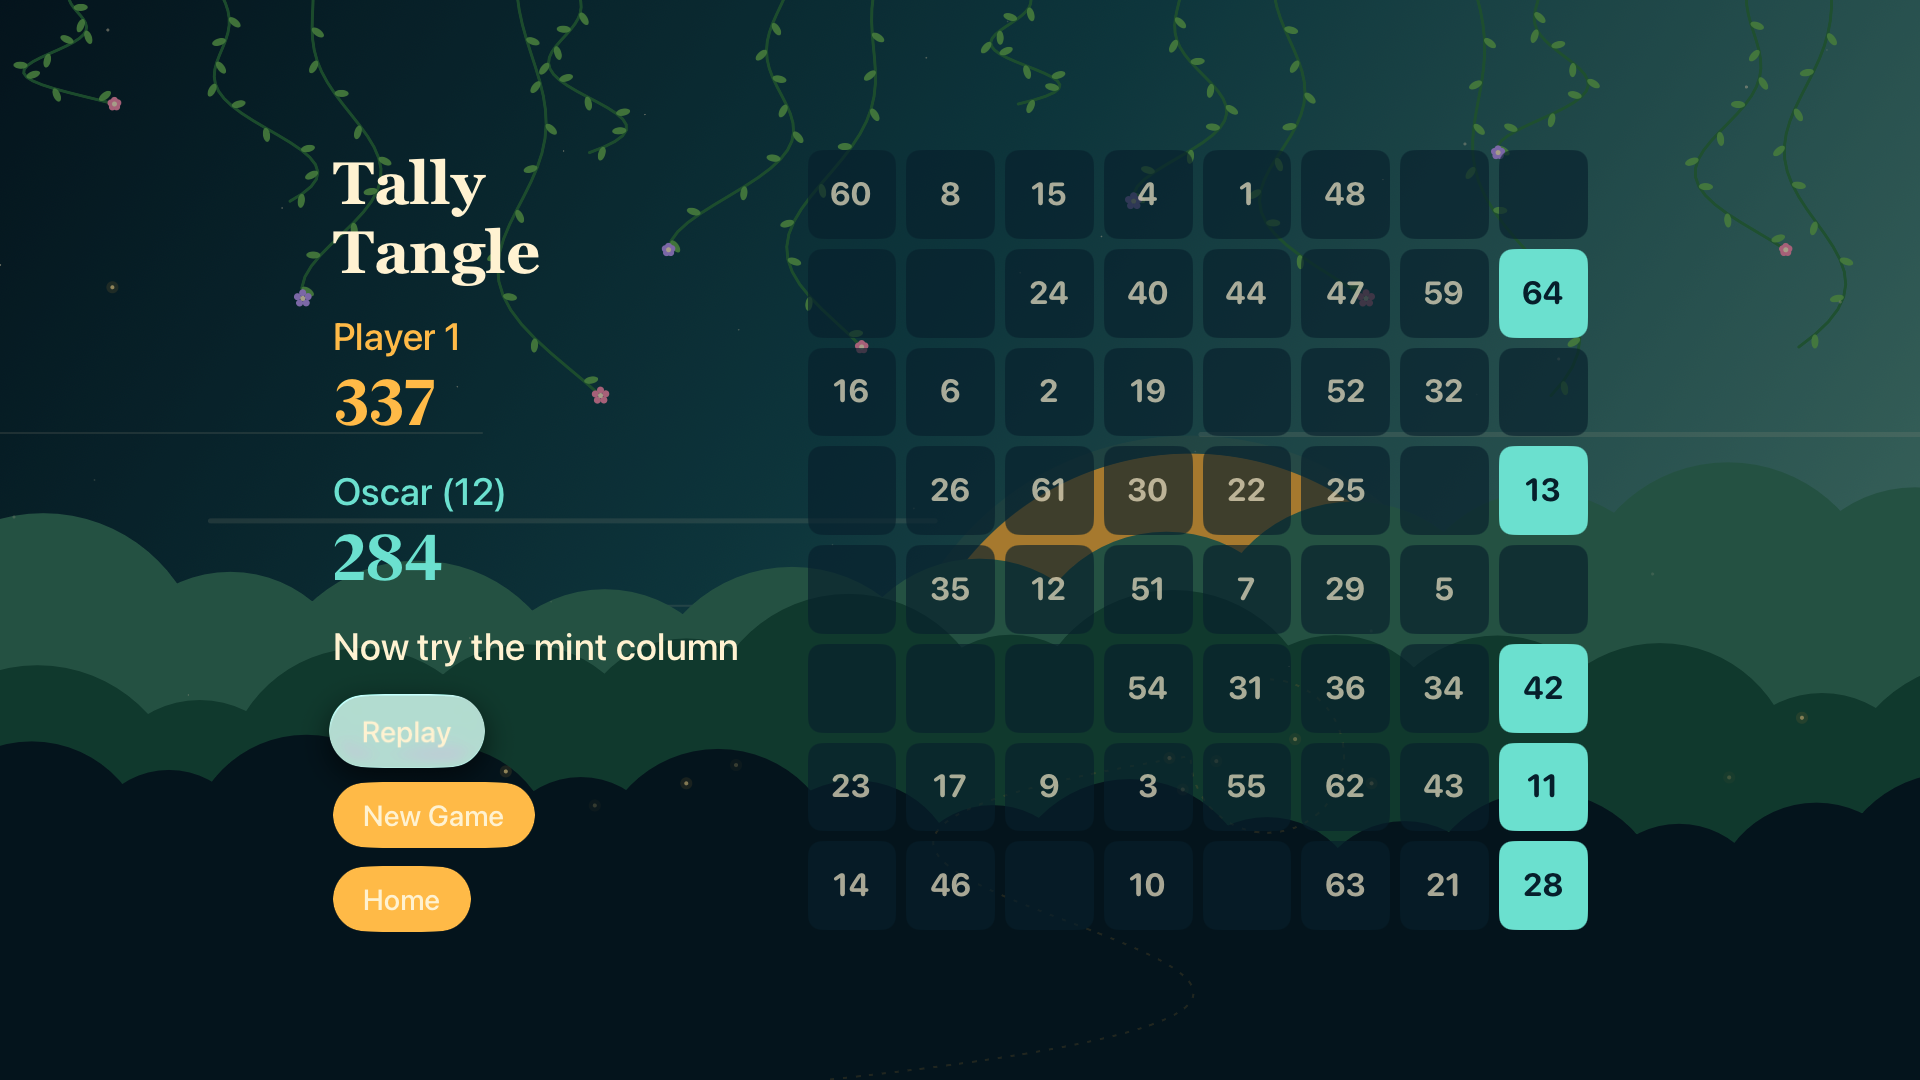 Tally
Tangle
Player 1
337
Oscar (12)
284
Now try the mint column
Replay
New Game
Home
60 8 15 4 1 48
24 40 44 47 59 64
16 6 2 19 52 32
26 61 30 22 25 13
35 12 51 7 29 5
54 31 36 34 42
23 17 9 3 55 62 43 11
14 46 10 63 21 28